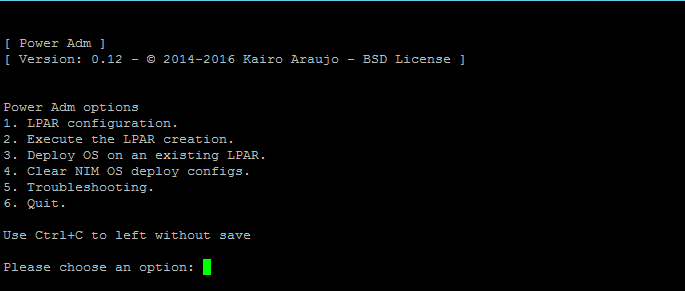 [ Power Adm ]
[ Version: 0.12 - © 2014-2016 Kairo Araujo - BSD License ]
Power Adm options
1. LPAR configuration.
2. Execute the LPAR creation.
3. Deploy OS on an existing LPAR.
4. Clear NIM OS deploy configs.
5. Troubleshooting.
6. Quit.
Use Ctrl+C to left without save
Please choose an option: